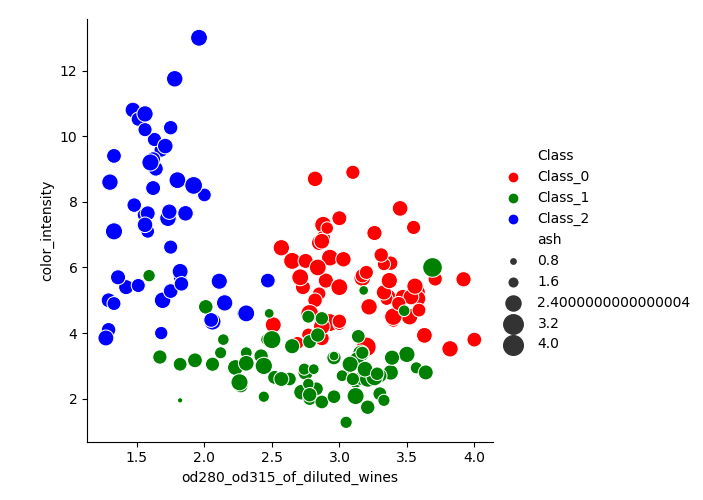 12
10
8
6
4
2
color_intensity
1.5 2.0 2.5 3.0 3.5 4.0
od280_od315_of_diluted_wines
Class
Class_0
Class_1
Class_2
ash
0.8
1.6
2.4000000000000004
3.2
4.0